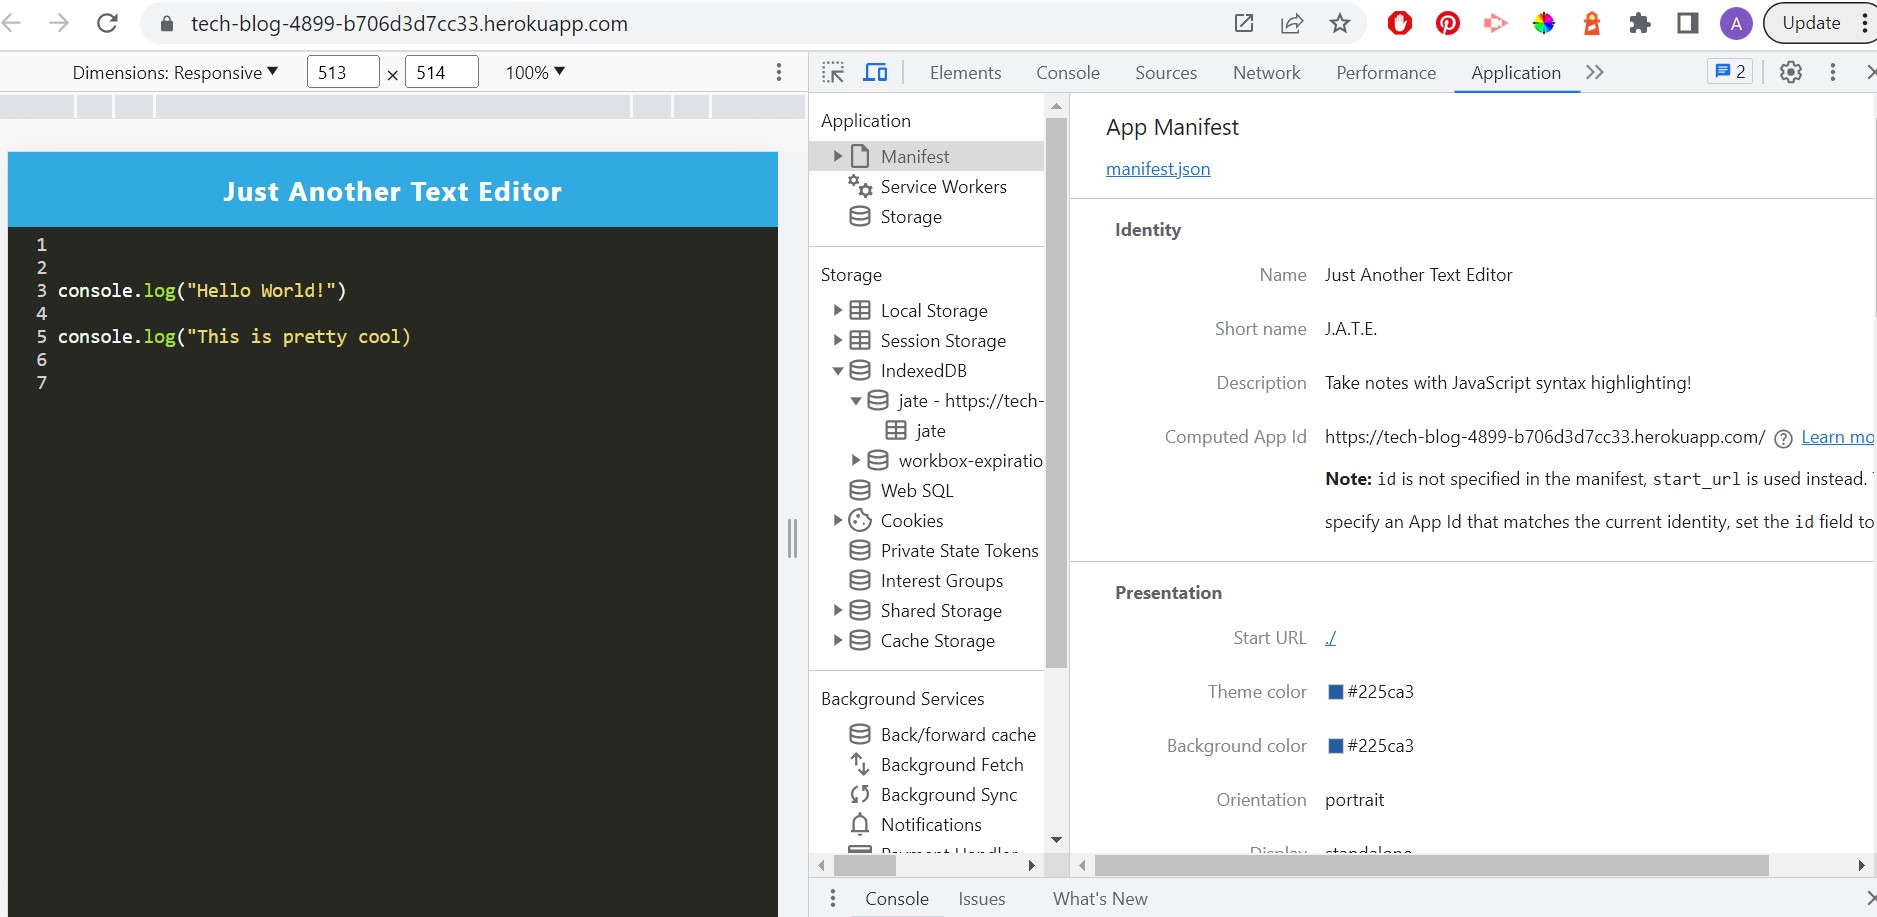 tech-blog-4899-b706d3d7cc33.herokuapp.com
A
Update
Dimensions: Responsive
513 × 514
100%
Elements
Console
Sources
Network
Performance
Application
2
Just Another Text Editor
1
2
3 console.log("Hello World!")
4
5 console.log("This is pretty cool)
6
7
Application
Manifest
Service Workers
Storage
Storage
Local Storage
Session Storage
IndexedDB
jate - https://tech-
jate
workbox-expiratio
Web SQL
Cookies
Private State Tokens
Interest Groups
Shared Storage
Cache Storage
Background Services
Back/forward cache
Background Fetch
Background Sync
Notifications
Payment Handler
App Manifest
manifest.json
Identity
Name Just Another Text Editor
Short name J.A.T.E.
Description Take notes with JavaScript syntax highlighting!
Computed App Id https://tech-blog-4899-b706d3d7cc33.herokuapp.com/ ? Learn mo
Note: id is not specified in the manifest, start_url is used instead.
specify an App Id that matches the current identity, set the id field to
Presentation
Start URL ./
Theme color #225ca3
Background color #225ca3
Orientation portrait
Display standalone
Console
Issues
What's New